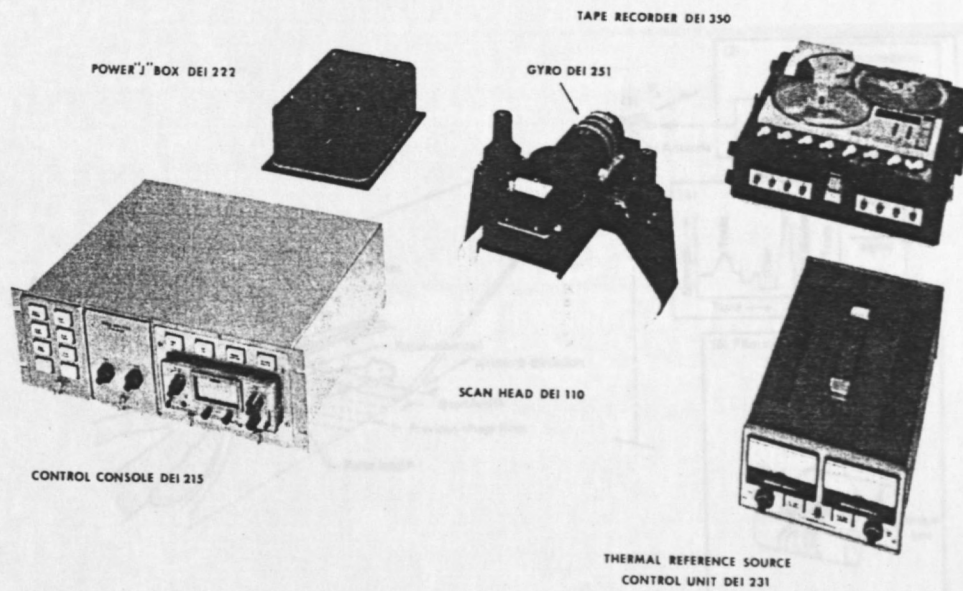 TAPE RECORDER DEI 350
POWER"J"BOX DEI 222
GYRO DEI 251
SCAN HEAD DEI 110
CONTROL CONSOLE DEI 215
THERMAL REFERENCE SOURCE
CONTROL UNIT DEI 231